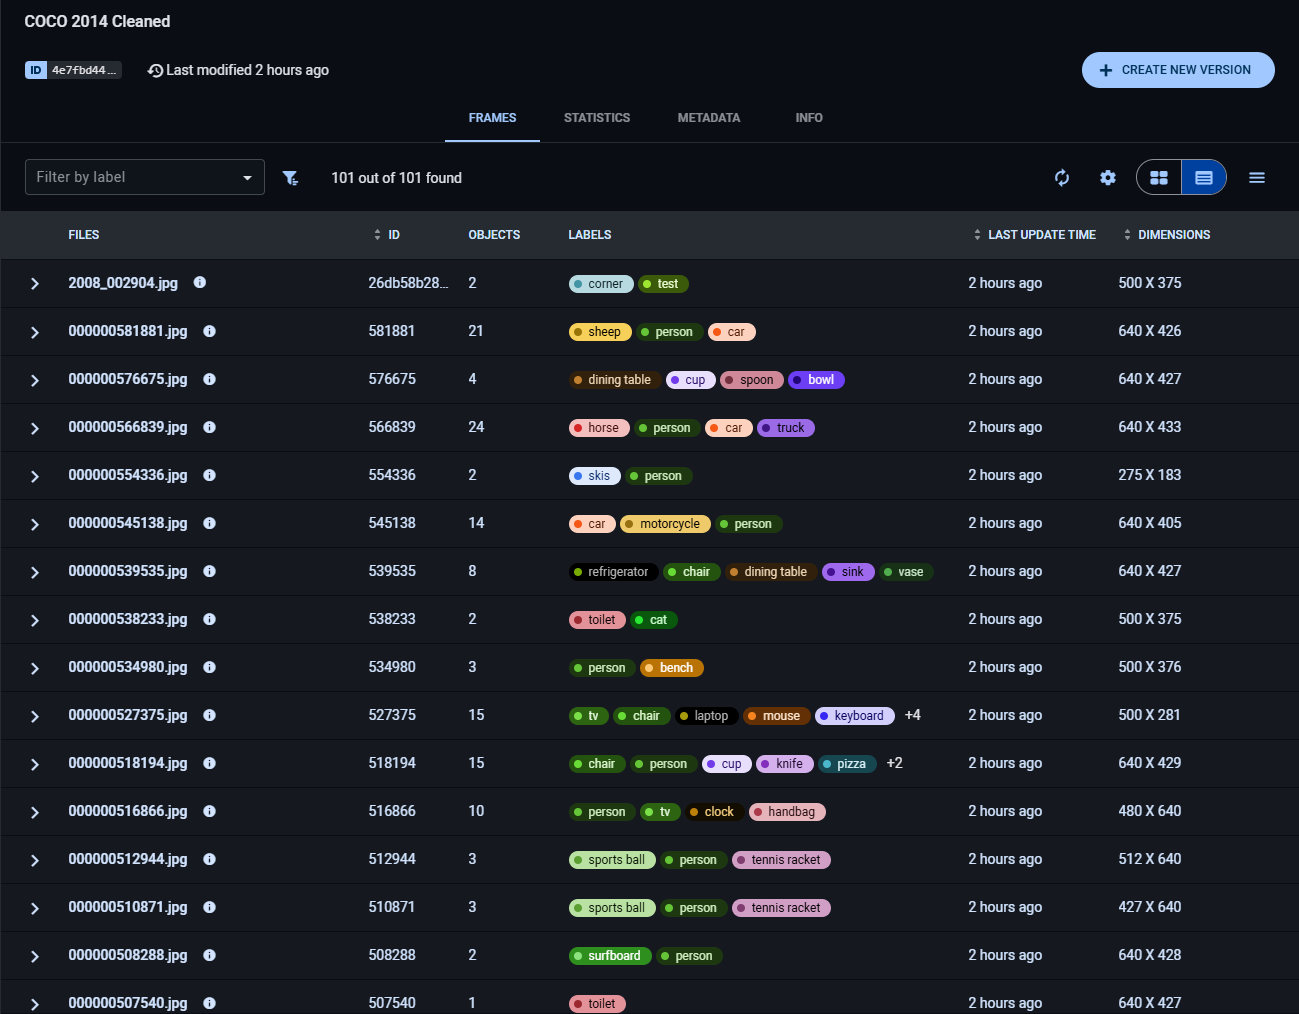 COCO 2014 Cleaned
ID 4e7fbd44... Last modified 2 hours ago
CREATE NEW VERSION
FRAMES STATISTICS METADATA INFO
Filter by label 101 out of 101 found
FILES ID OBJECTS LABELS LAST UPDATE TIME DIMENSIONS
2008_002904.jpg 26db58b28... 2 corner test 2 hours ago 500 X 375
000000581881.jpg 581881 21 sheep person car 2 hours ago 640 X 426
000000576675.jpg 576675 4 dining table cup spoon bowl 2 hours ago 640 X 427
000000566839.jpg 566839 24 horse person car truck 2 hours ago 640 X 433
000000554336.jpg 554336 2 skis person 2 hours ago 275 X 183
000000545138.jpg 545138 14 car motorcycle person 2 hours ago 640 X 405
000000539535.jpg 539535 8 refrigerator chair dining table sink vase 2 hours ago 640 X 427
000000538233.jpg 538233 2 toilet cat 2 hours ago 500 X 375
000000534980.jpg 534980 3 person bench 2 hours ago 500 X 376
000000527375.jpg 527375 15 tv chair laptop mouse keyboard +4 2 hours ago 500 X 281
000000518194.jpg 518194 15 chair person cup knife pizza +2 2 hours ago 640 X 429
000000516866.jpg 516866 10 person tv clock handbag 2 hours ago 480 X 640
000000512944.jpg 512944 3 sports ball person tennis racket 2 hours ago 512 X 640
000000510871.jpg 510871 3 sports ball person tennis racket 2 hours ago 427 X 640
000000508288.jpg 508288 2 surfboard person 2 hours ago 640 X 428
000000507540.jpg 507540 1 toilet 2 hours ago 640 X 427